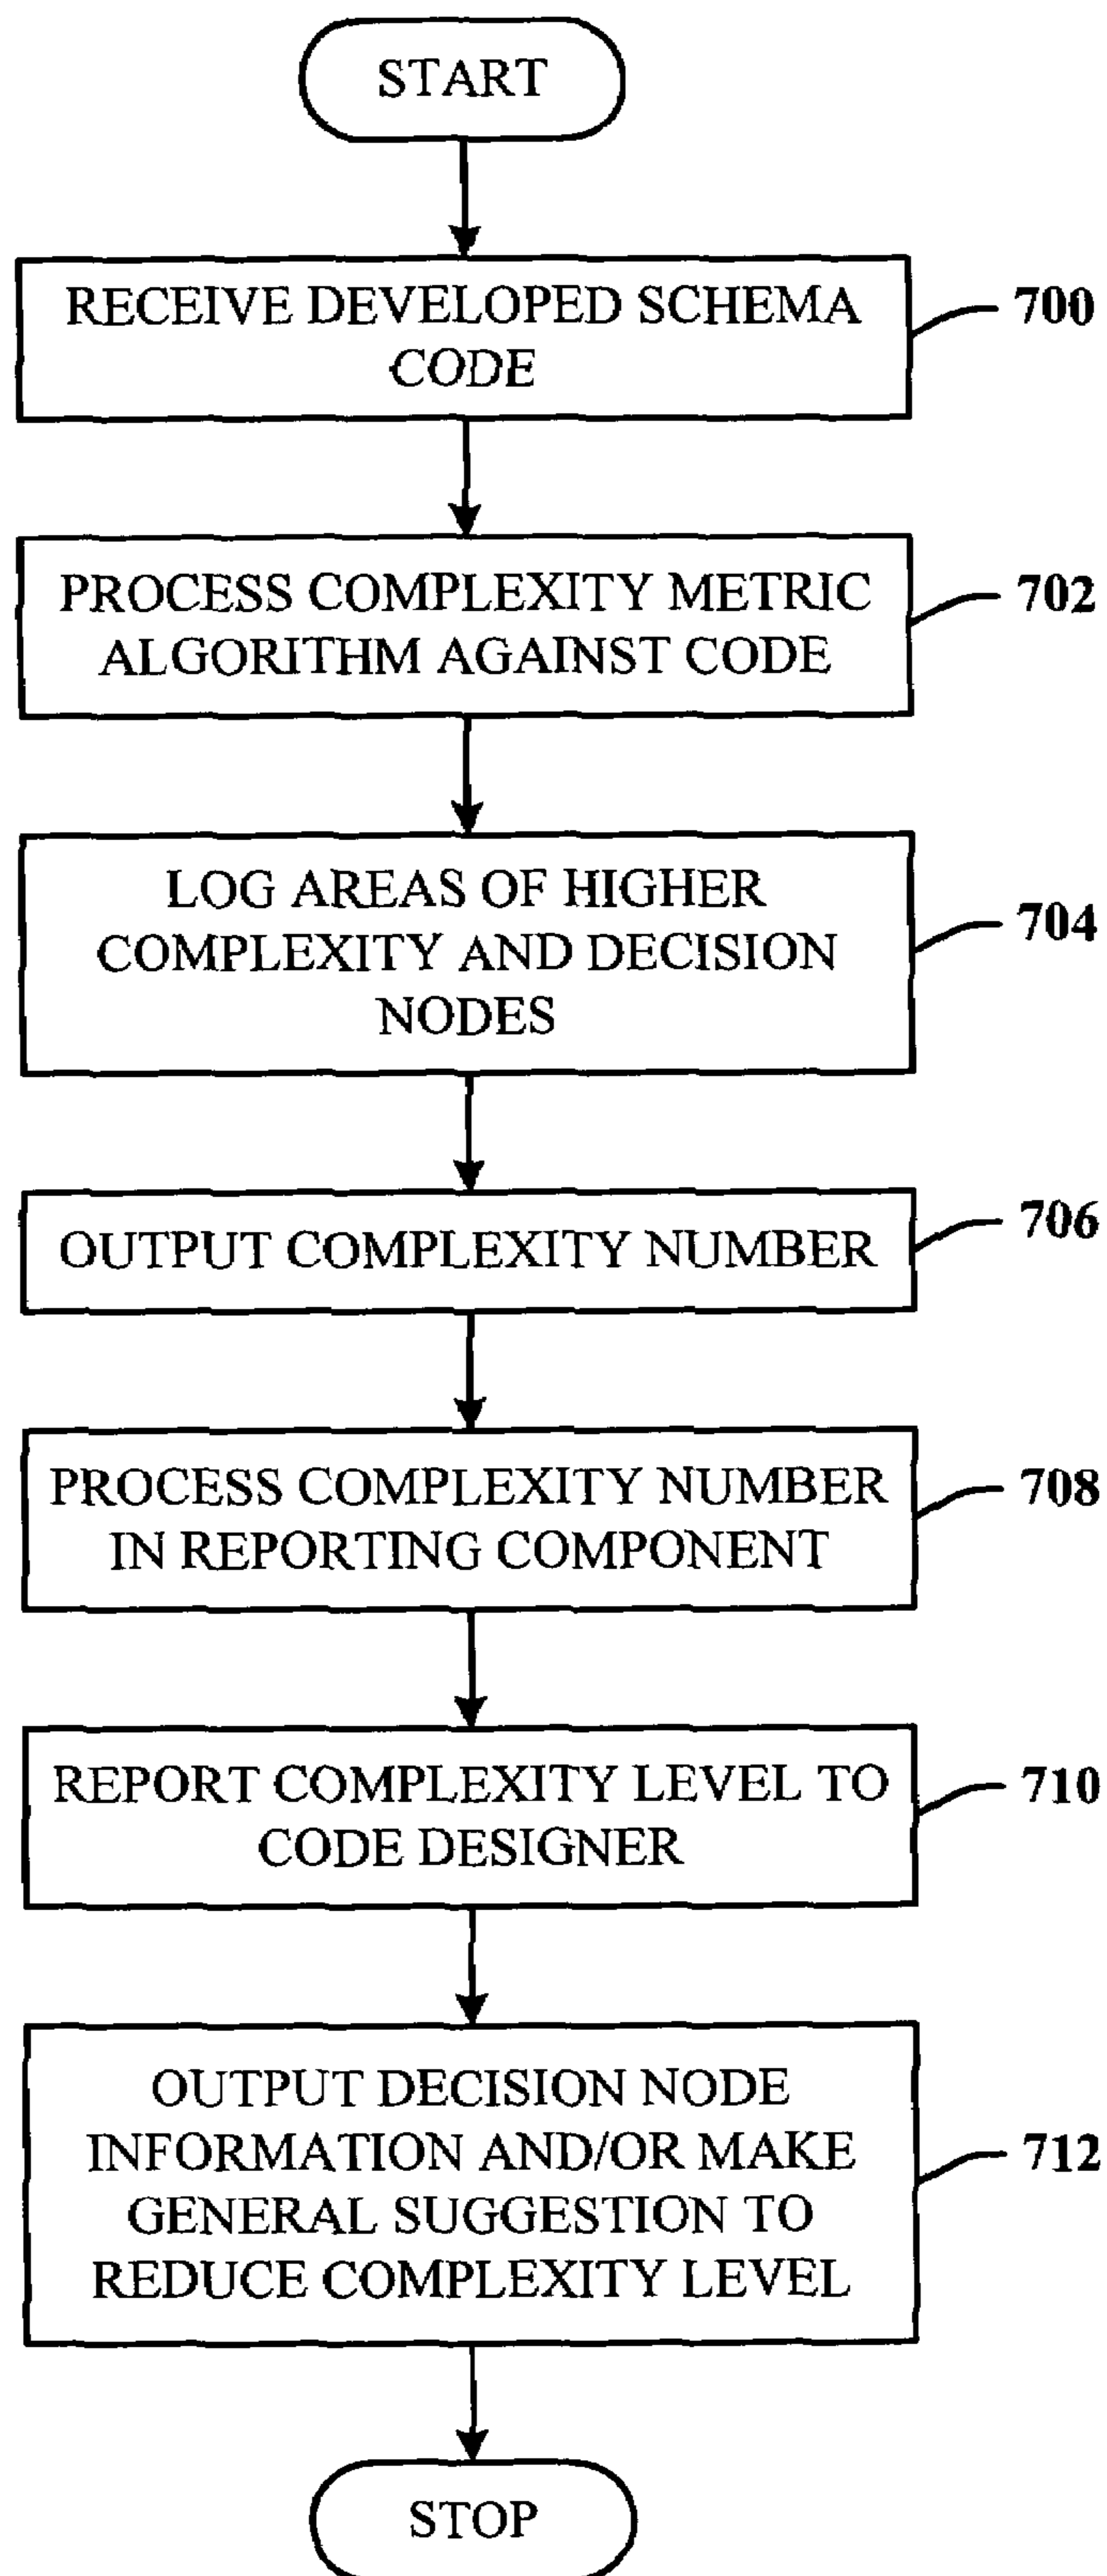 START
RECEIVE DEVELOPED SCHEMA
CODE
700
PROCESS COMPLEXITY METRIC
ALGORITHM AGAINST CODE
702
LOG AREAS OF HIGHER
COMPLEXITY AND DECISION
NODES
704
OUTPUT COMPLEXITY NUMBER
706
PROCESS COMPLEXITY NUMBER
IN REPORTING COMPONENT
708
REPORT COMPLEXITY LEVEL TO
CODE DESIGNER
710
OUTPUT DECISION NODE
INFORMATION AND/OR MAKE
GENERAL SUGGESTION TO
REDUCE COMPLEXITY LEVEL
712
STOP